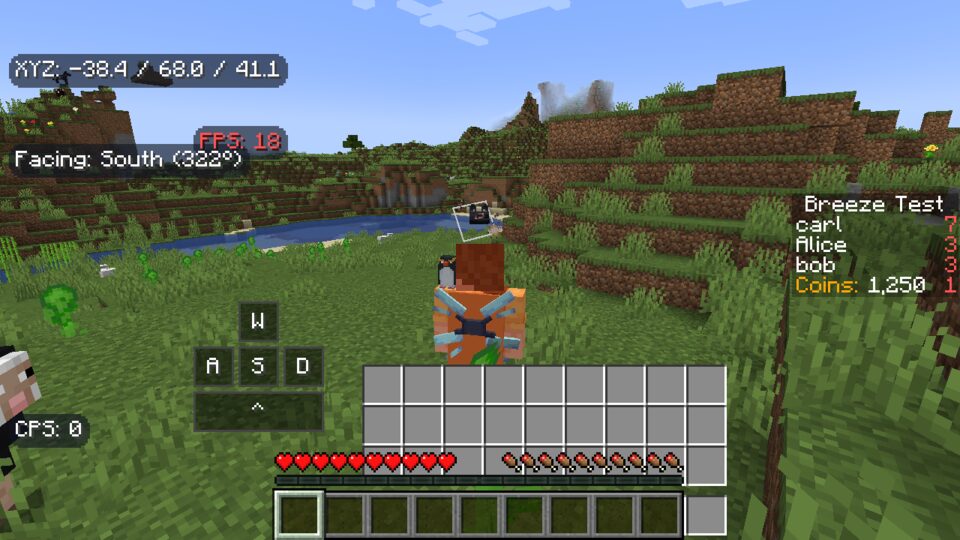 XYZ: -38.4 / 68.0 / 41.1
FPS: 18
Facing: South (322°)
Breeze Test
carl 7
Alice 3
bob 3
Coins: 1,250 1
W
A S D
^
CPS: 0